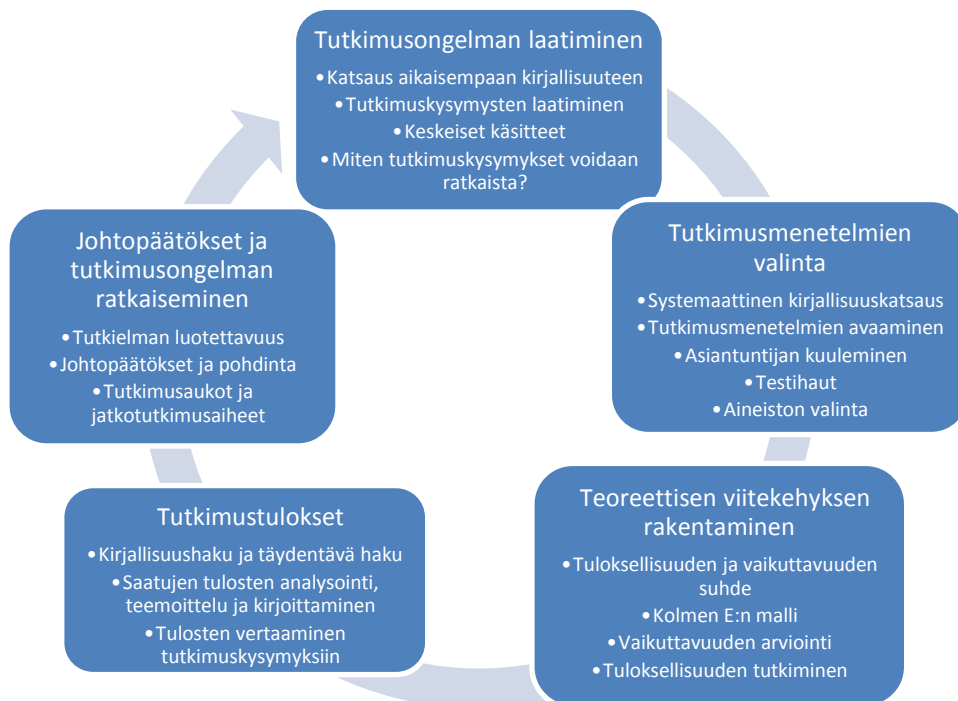 Tutkimusongelman laatiminen
•Katsaus aikaisempaan kirjallisuuteen
•Tutkimuskysymysten laatiminen
•Keskeiset käsitteet
•Miten tutkimuskysymykset voidaan
ratkaista?
Tutkimusmenetelmien
valinta
•Systemaattinen kirjallisuuskatsaus
•Tutkimusmenetelmien avaaminen
•Asiantuntijan kuuleminen
•Testihaut
•Aineiston valinta
Teoreettisen viitekehyksen
rakentaminen
•Tuloksellisuuden ja vaikuttavuuden
suhde
•Kolmen E:n malli
•Vaikuttavuuden arviointi
•Tuloksellisuuden tutkiminen
Tutkimustulokset
•Kirjallisuushaku ja täydentävä haku
•Saatujen tulosten analysointi,
teemoittelu ja kirjoittaminen
•Tulosten vertaaminen
tutkimuskysymyksiin
Johtopäätökset ja
tutkimusongelman
ratkaiseminen
•Tutkielman luotettavuus
•Johtopäätökset ja pohdinta
•Tutkimusaukot ja
jatkotutkimusaiheet